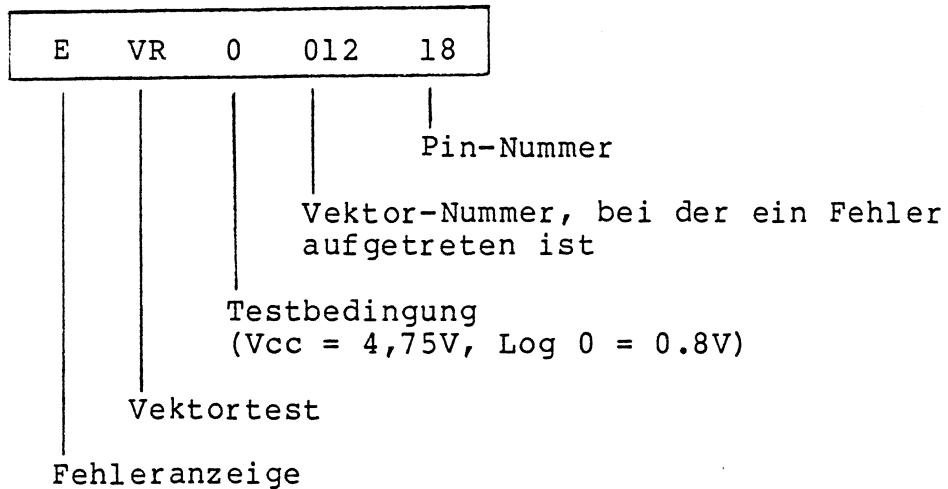 E VR 0 012 18
Pin-Nummer
Vektor-Nummer, bei der ein Fehler
aufgetreten ist
Testbedingung
(Vcc = 4,75V, Log 0 = 0.8V)
Vektortest
Fehleranzeige